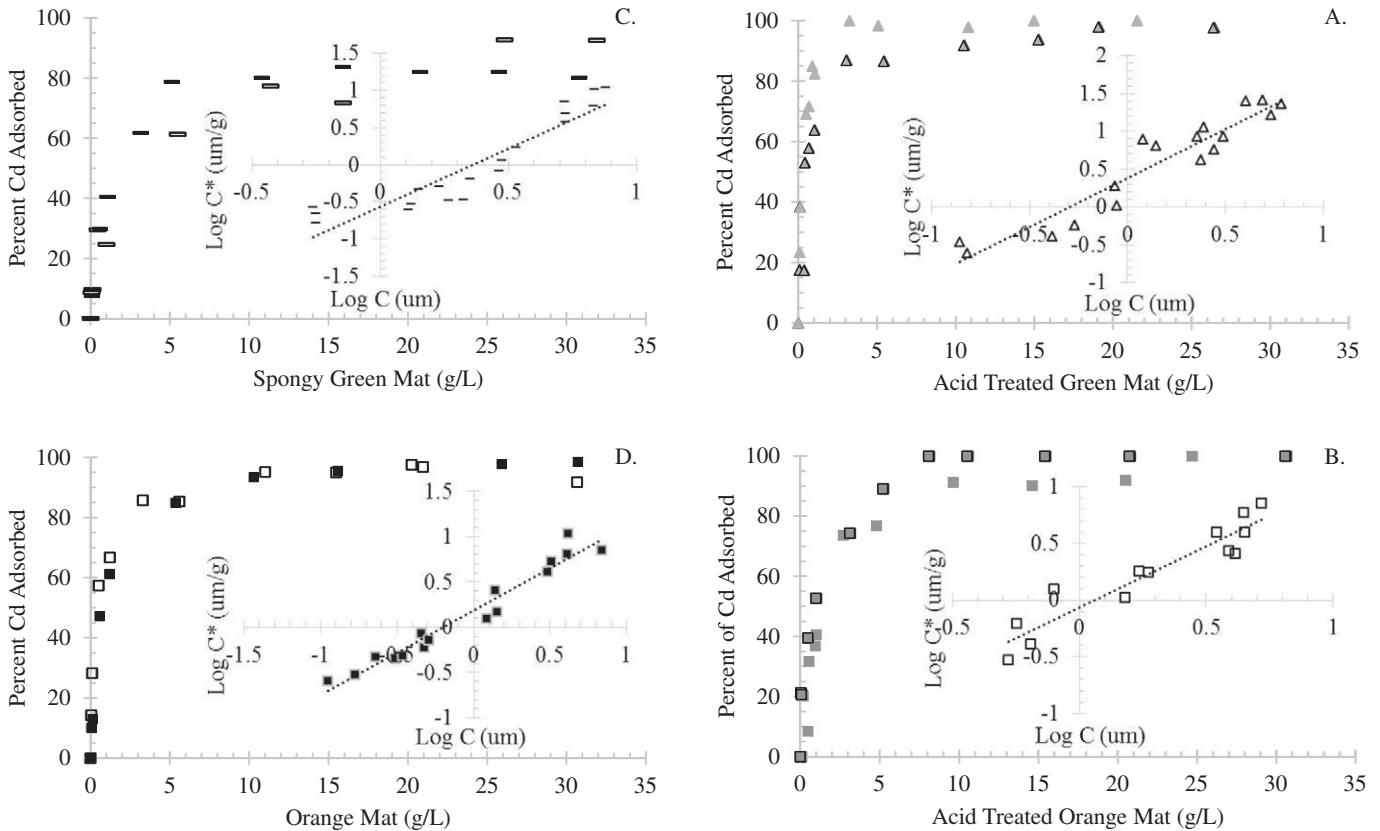 C.
100
80
60
40
20
0
Percent Cd Adsorbed
0 5 10 15 20 25 30 35
Spongy Green Mat (g/L)
1.5
1
0.5
0
-0.5
-1
-1.5
-0.5 0 0.5 1
Log C* (um/g)
Log C (um)
A.
100
80
60
40
20
0
Percent Cd Adsorbed
0 5 10 15 20 25 30 35
Acid Treated Green Mat (g/L)
2
1.5
1
0.5
0
-0.5
-1
-1 -0.5 0 0.5 1
Log C* (um/g)
Log C (um)
D.
100
80
60
40
20
0
Percent Cd Adsorbed
0 5 10 15 20 25 30 35
Orange Mat (g/L)
1.5
1
0.5
0
-0.5
-1
-1.5 -1 -0.5 0 0.5 1
Log C* (um/g)
Log C (um)
B.
100
80
60
40
20
0
Percent of Cd Adsorbed
0 5 10 15 20 25 30 35
Acid Treated Orange Mat (g/L)
1
0.5
0
-0.5
-1
-0.5 0 0.5 1
Log C* (um/g)
Log C (um)